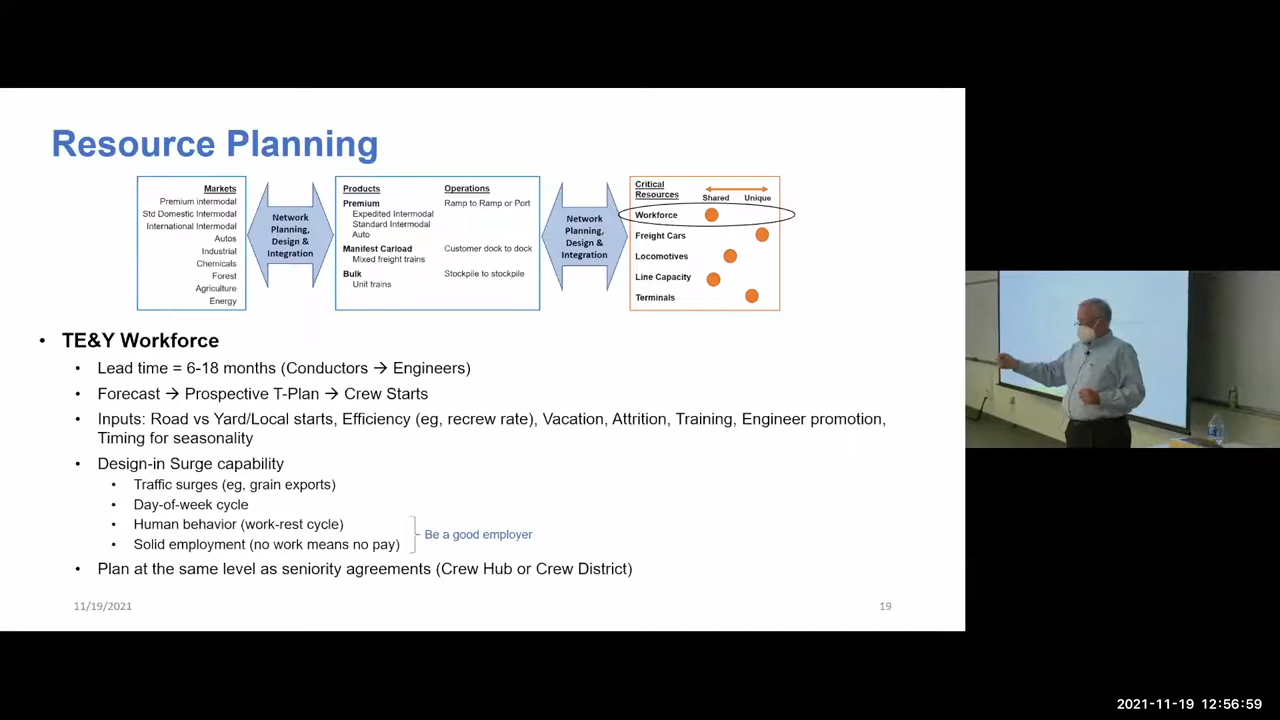 Resource Planning
Markets
Premium intermodal
Std Domestic Intermodal
International Intermodal
Autos
Industrial
Chemicals
Forest
Agriculture
Energy
Network
Planning,
Design &
Integration
Products
Operations
Premium
Ramp to Ramp or Port
Expedited Intermodal
Standard Intermodal
Auto
Manifest Carload
Customer dock to dock
Mixed freight trains
Bulk
Stockpile to stockpile
Unit trains
Network
Planning,
Design &
Integration
Critical
Resources
Shared Unique
Workforce
Freight Cars
Locomotives
Line Capacity
Terminals
• TE&Y Workforce
• Lead time = 6-18 months (Conductors → Engineers)
• Forecast → Prospective T-Plan → Crew Starts
• Inputs: Road vs Yard/Local starts, Efficiency (eg, recrew rate), Vacation, Attrition, Training, Engineer promotion,
Timing for seasonality
• Design-in Surge capability
• Traffic surges (eg, grain exports)
• Day-of-week cycle
• Human behavior (work-rest cycle)
• Solid employment (no work means no pay)
Be a good employer
• Plan at the same level as seniority agreements (Crew Hub or Crew District)
11/19/2021
19
2021-11-19 12:56:59